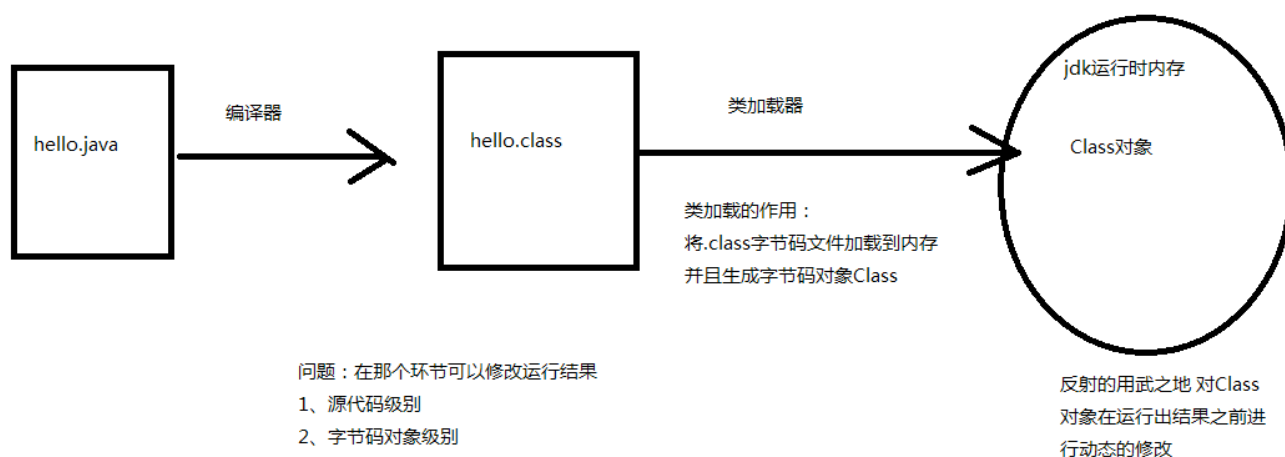 hello.java
编译器
hello.class
类加载器
类加载的作用：
将.class字节码文件加载到内存
并且生成字节码对象Class
jdk运行时内存
Class对象
问题：在那个环节可以修改运行结果
1、源代码级别
2、字节码对象级别
反射的用武之地 对Class
对象在运行出结果之前进
行动态的修改